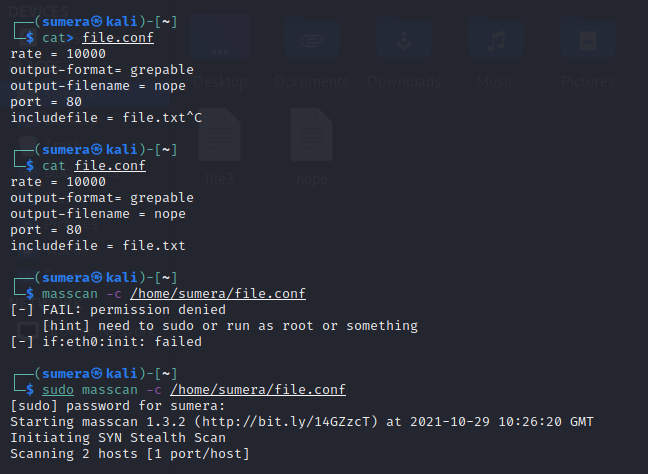 DEVICES
┌──(sumera㉿kali)-[~]
└─$ cat> file.conf
rate = 10000
output-format= grepable
output-filename = nope
port = 80
includefile = file.txt^C
Desktop
Documents
Downloads
Music
Pictures
┌──(sumera㉿kali)-[~]
└─$ cat file.conf
rate = 10000
output-format= grepable
output-filename = nope
port = 80
includefile = file.txt
file3
nope
┌──(sumera㉿kali)-[~]
└─$ masscan -c /home/sumera/file.conf
[-] FAIL: permission denied
    [hint] need to sudo or run as root or something
[-] if:eth0:init: failed
┌──(sumera㉿kali)-[~]
└─$ sudo masscan -c /home/sumera/file.conf
[sudo] password for sumera:
Starting masscan 1.3.2 (http://bit.ly/14GZzcT) at 2021-10-29 10:26:20 GMT
Initiating SYN Stealth Scan
Scanning 2 hosts [1 port/host]